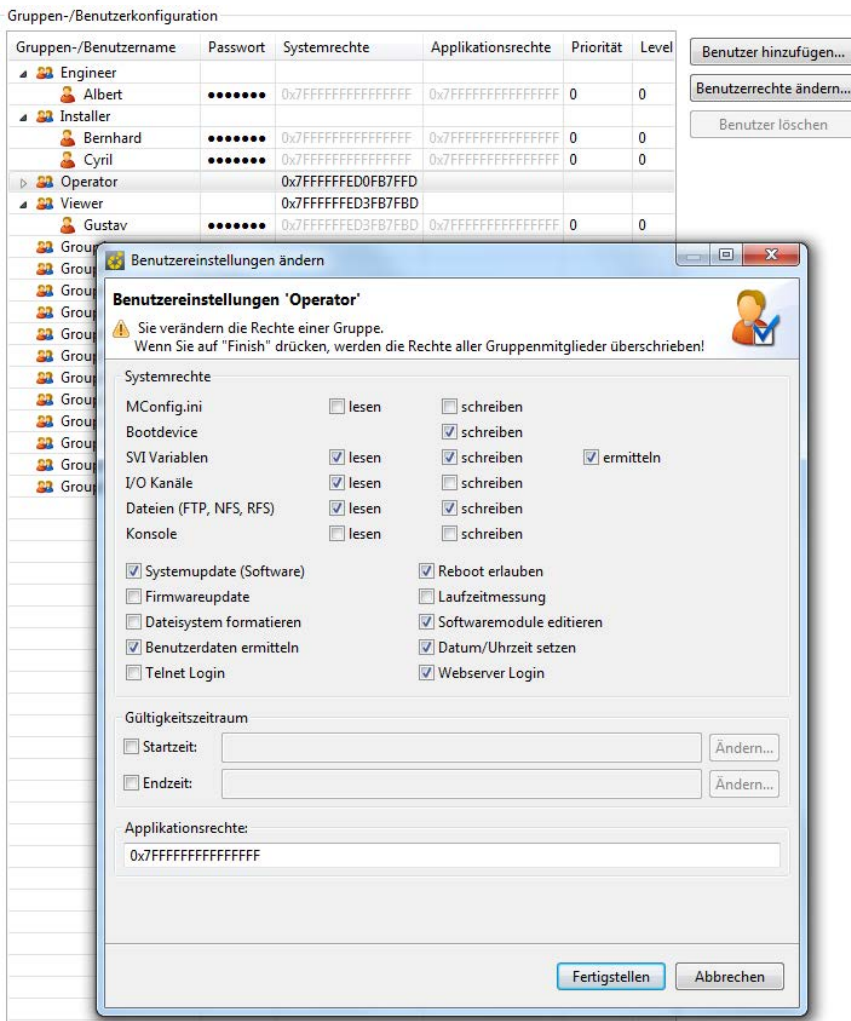 Gruppen-/Benutzerkonfiguration
Gruppen-/Benutzername Passwort Systemrechte Applikationsrechte Priorität Level
Benutzer hinzufügen...
Engineer
Benutzerrechte ändern...
Albert ●●●●●●● 0x7FFFFFFFFFFFFFFF 0x7FFFFFFFFFFFFFFF 0 0
Installer
Benutzer löschen
Bernhard ●●●●●●● 0x7FFFFFFFFFFFFFFF 0x7FFFFFFFFFFFFFFF 0 0
Cyril ●●●●●●● 0x7FFFFFFFFFFFFFFF 0x7FFFFFFFFFFFFFFF 0 0
Operator 0x7FFFFFFED0FB7FFD
Viewer 0x7FFFFFFED3FB7FBD
Gustav ●●●●●●● 0x7FFFFFFED3FB7FBD 0x7FFFFFFFFFFFFFFF 0 0
Benutzereinstellungen ändern
Benutzereinstellungen 'Operator'
Sie verändern die Rechte einer Gruppe.
Wenn Sie auf "Finish" drücken, werden die Rechte aller Gruppenmitglieder überschrieben!
Systemrechte
MConfig.ini lesen schreiben
Bootdevice schreiben
SVI Variablen lesen schreiben ermitteln
I/O Kanäle lesen schreiben
Dateien (FTP, NFS, RFS) lesen schreiben
Konsole lesen schreiben
Systemupdate (Software) Reboot erlauben
Firmwareupdate Laufzeitmessung
Dateisystem formatieren Softwaremodule editieren
Benutzerdaten ermitteln Datum/Uhrzeit setzen
Telnet Login Webserver Login
Gültigkeitszeitraum
Startzeit: Ändern...
Endzeit: Ändern...
Applikationsrechte:
0x7FFFFFFFFFFFFFFF
Fertigstellen Abbrechen